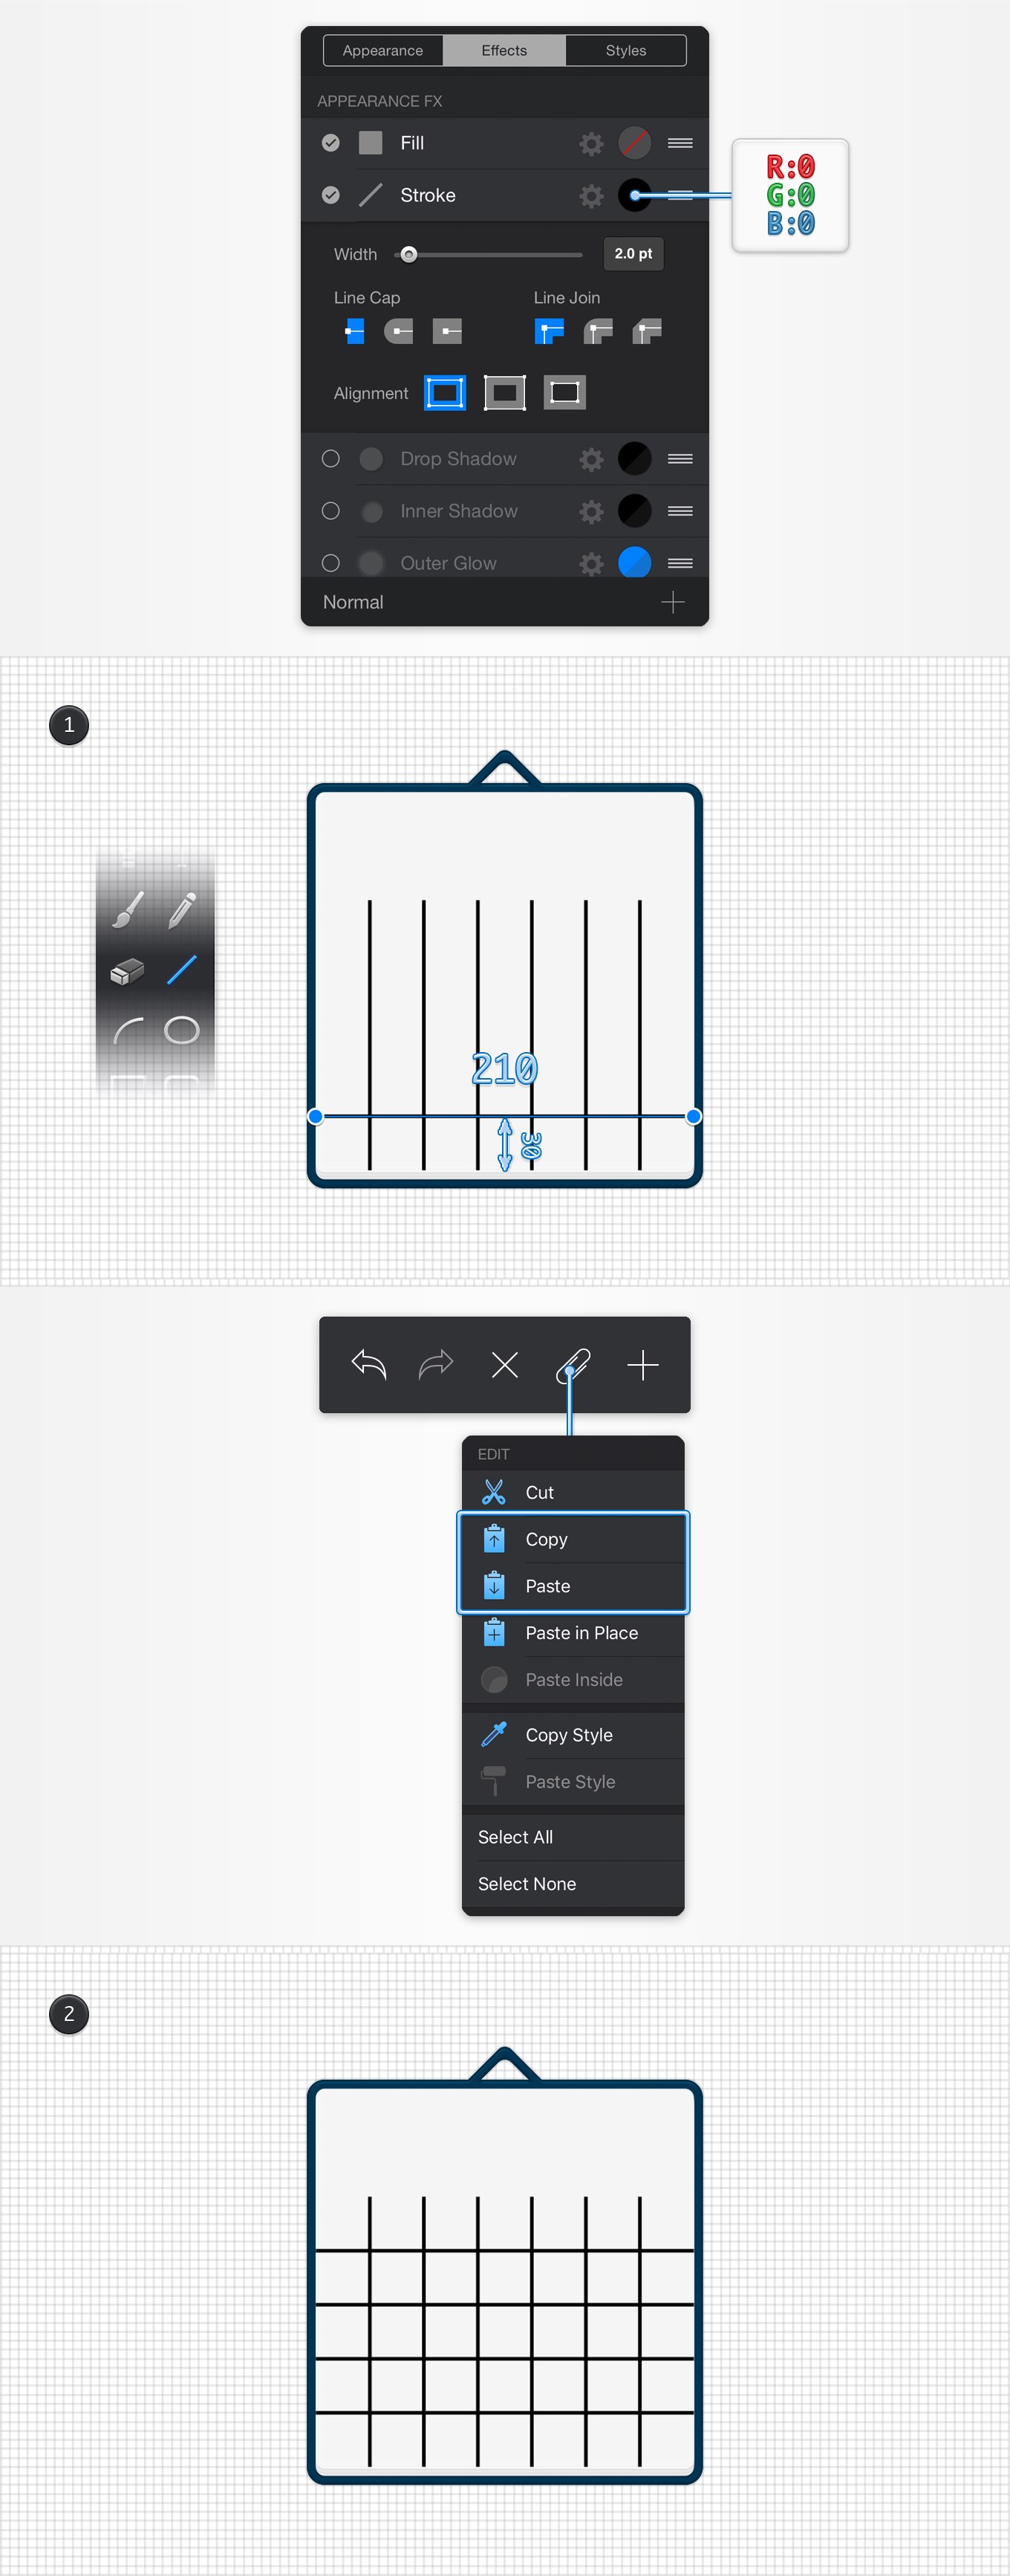 Appearance Effects Styles
APPEARANCE FX
Fill
Stroke
R:0
G:0
B:0
Width 2.0 pt
Line Cap Line Join
Alignment
Drop Shadow
Inner Shadow
Outer Glow
Normal
1
210
30
EDIT
Cut
Copy
Paste
Paste in Place
Paste Inside
Copy Style
Paste Style
Select All
Select None
2